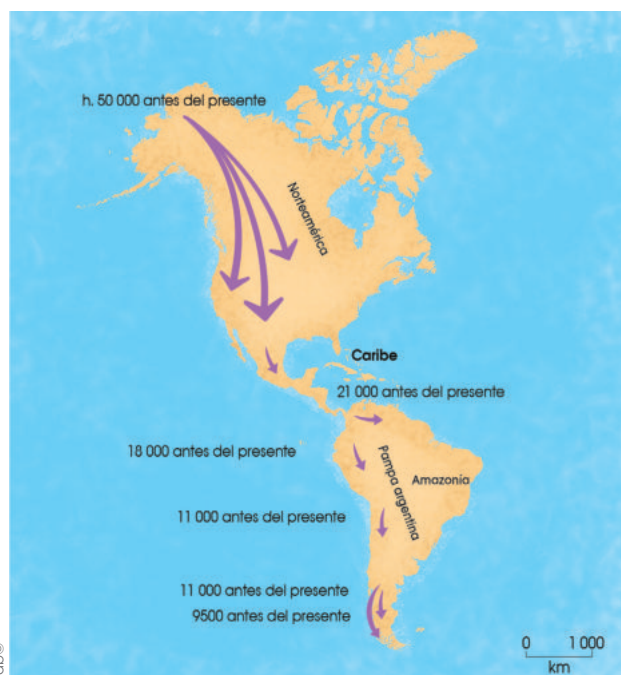 h. 50 000 antes del presente
Norteamérica
Caribe
21 000 antes del presente
18 000 antes del presente
Pampa argentina
Amazonía
11 000 antes del presente
11 000 antes del presente
9500 antes del presente
0 1 000
km